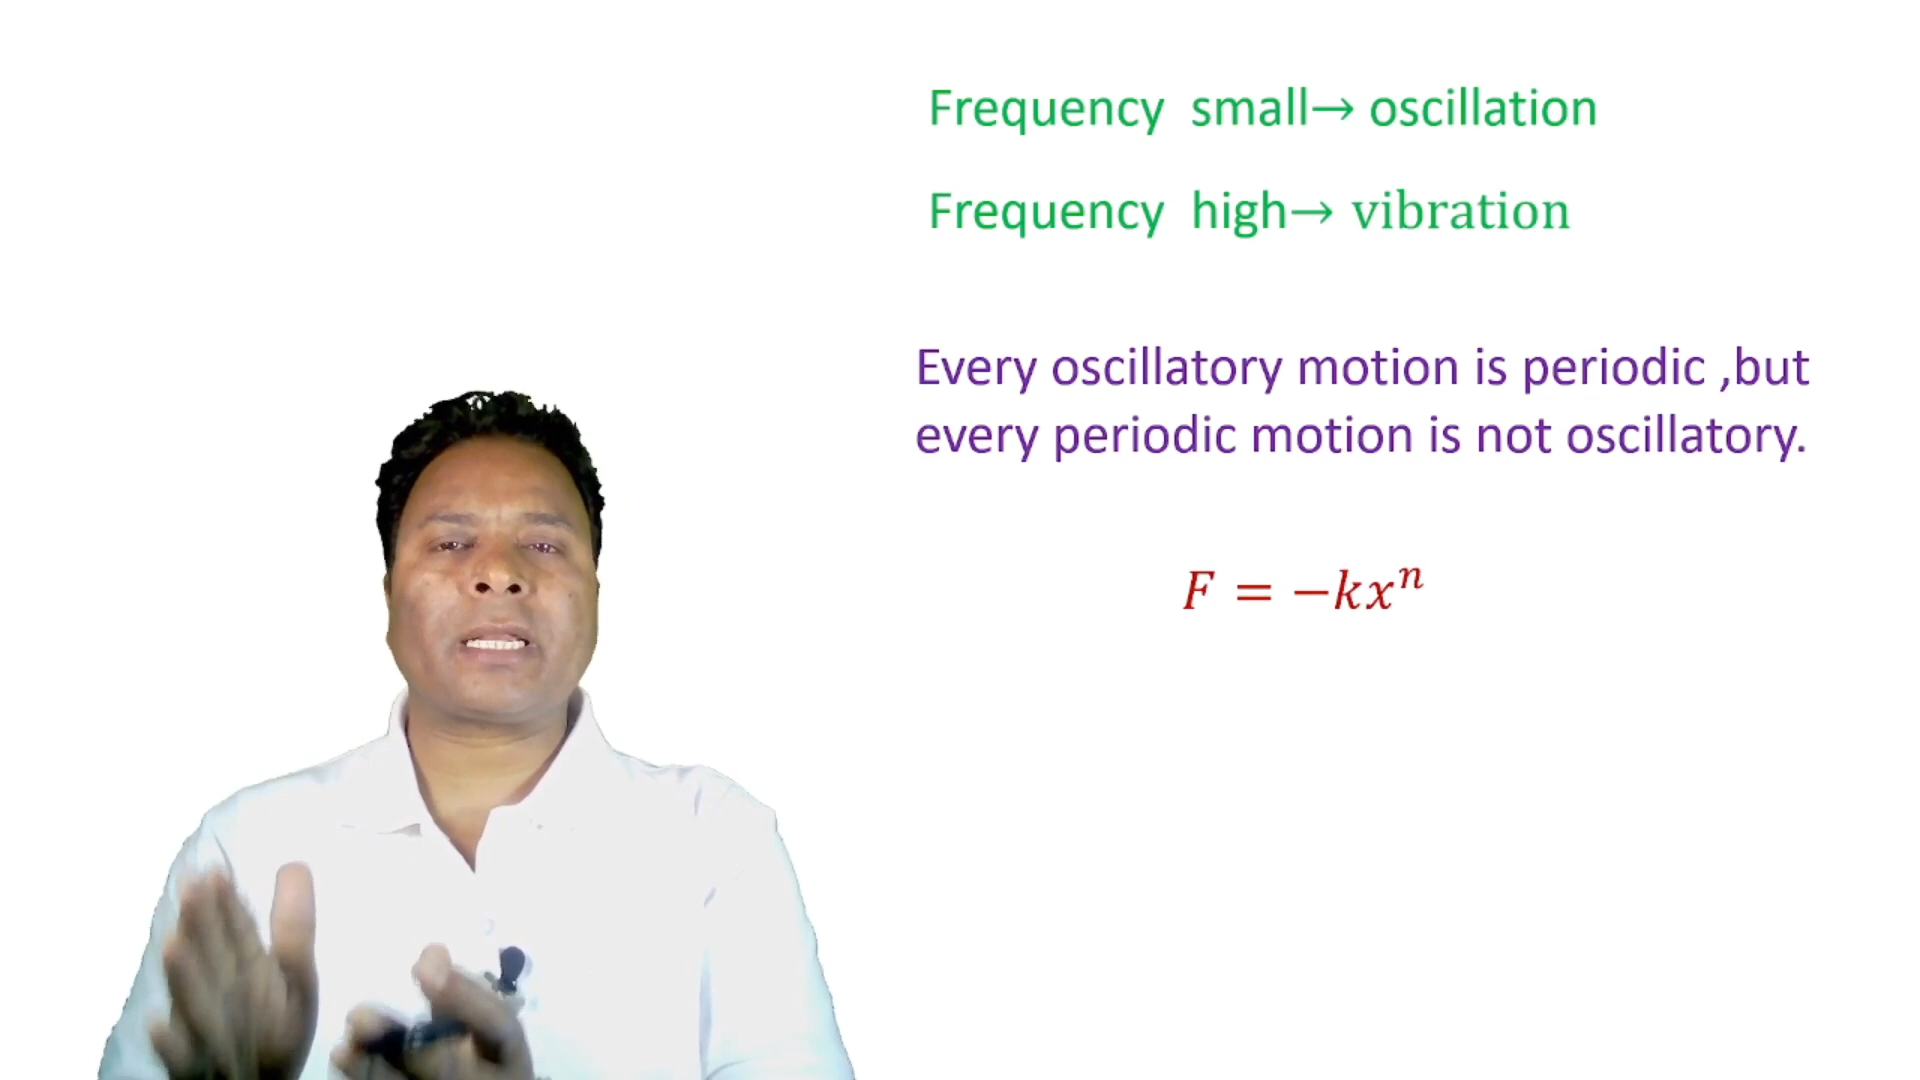 Frequency small→ oscillation
Frequency high→ vibration
Every oscillatory motion is periodic ,but
every periodic motion is not oscillatory.
F = −kxⁿ